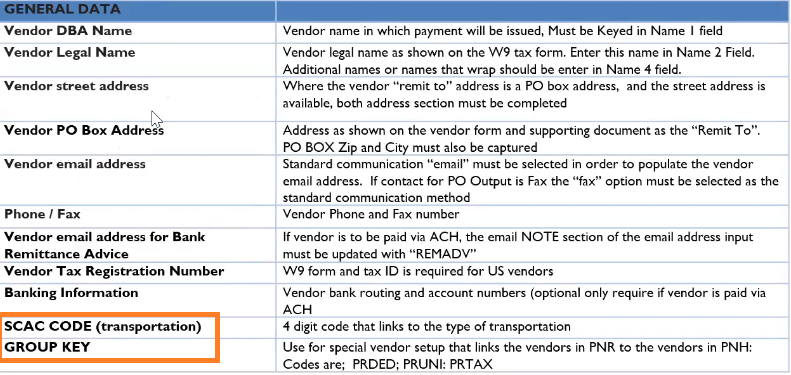 GENERAL DATA
Vendor DBA Name
Vendor name in which payment will be issued, Must be Keyed in Name 1 field
Vendor Legal Name
Vendor legal name as shown on the W9 tax form. Enter this name in Name 2 Field.
Additional names or names that wrap should be enter in Name 4 field.
Vendor street address
Where the vendor “remit to” address is a PO box address, and the street address is
available, both address section must be completed
Vendor PO Box Address
Address as shown on the vendor form and supporting document as the “Remit To”.
PO BOX Zip and City must also be captured
Vendor email address
Standard communication “email” must be selected in order to populate the vendor
email address. If contact for PO Output is Fax the “fax” option must be selected as the
standard communication method
Phone / Fax
Vendor Phone and Fax number
Vendor email address for Bank
Remittance Advice
If vendor is to be paid via ACH, the email NOTE section of the email address input
must be updated with “REMADV”
Vendor Tax Registration Number
W9 form and tax ID is required for US vendors
Banking Information
Vendor bank routing and account numbers (optional only require if vendor is paid via
ACH
SCAC CODE (transportation)
4 digit code that links to the type of transportation
GROUP KEY
Use for special vendor setup that links the vendors in PNR to the vendors in PNH:
Codes are; PRDED; PRUNI: PRTAX